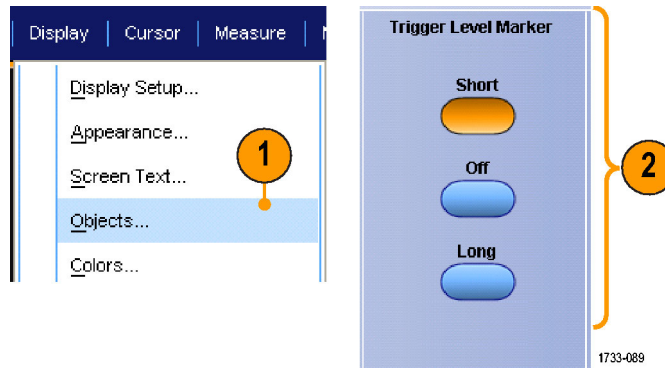 Display | Cursor | Measure |
Display Setup...
Appearance...
Screen Text...
Objects...
Colors...
1
Trigger Level Marker
Short
Off
Long
2
1733-089